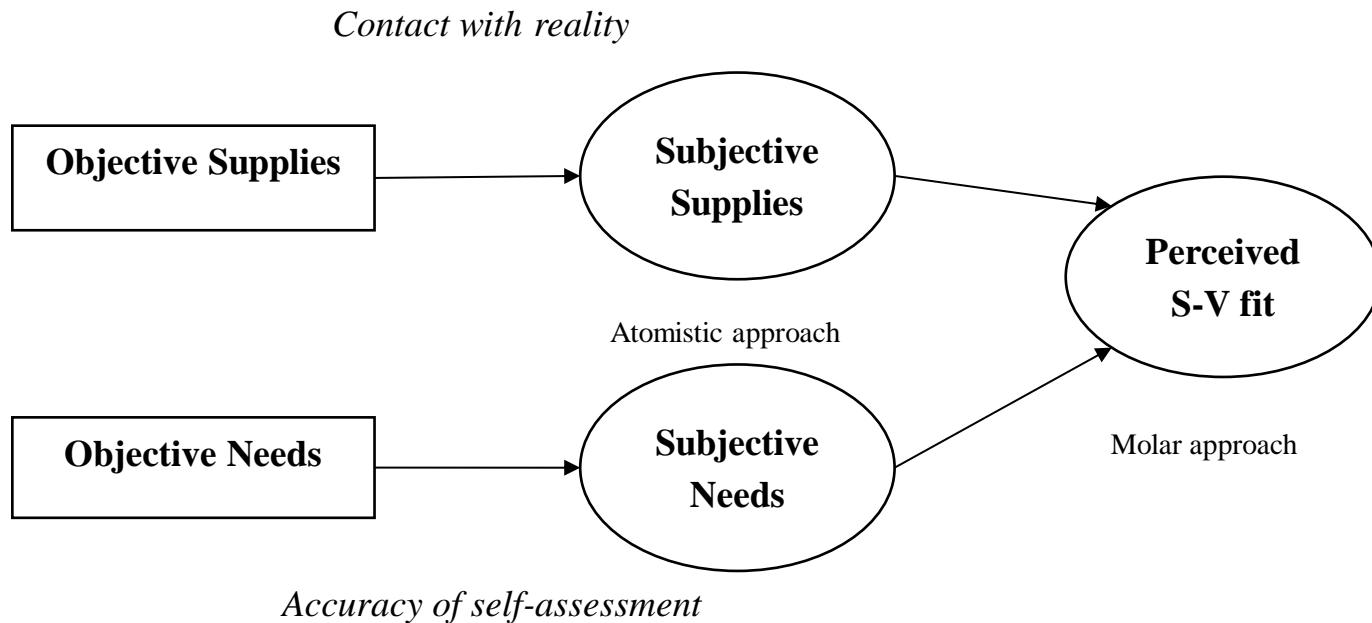 Contact with reality
Objective Supplies
Subjective
Supplies
Perceived
S-V fit
Atomistic approach
Objective Needs
Subjective
Needs
Molar approach
Accuracy of self-assessment